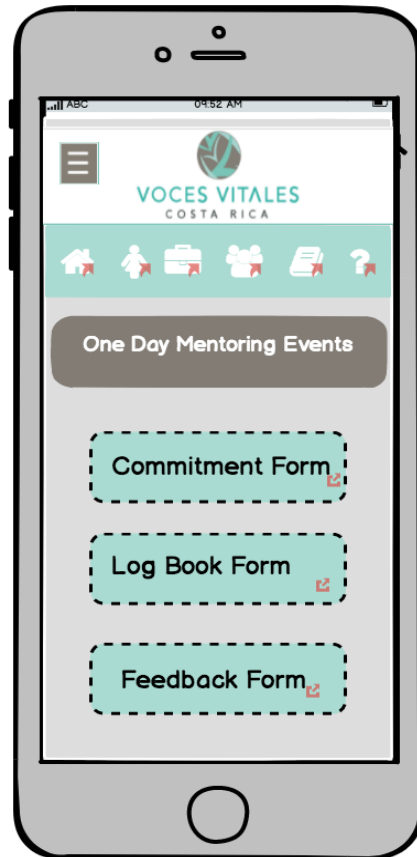 ABC 09:52 AM
VOCES VITALES
COSTA RICA
?
One Day Mentoring Events
Commitment Form
Log Book Form
Feedback Form